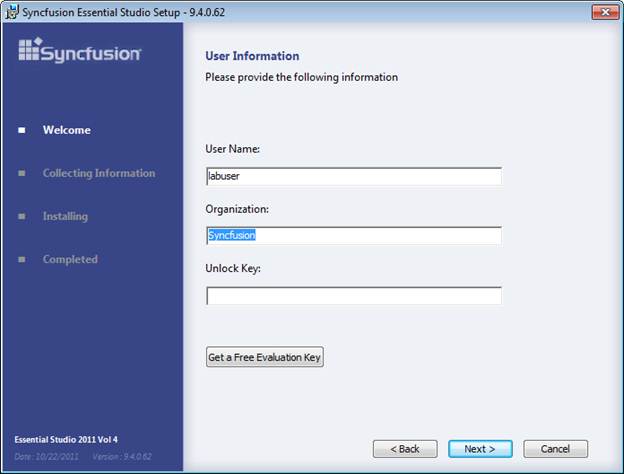 Syncfusion Essential Studio Setup - 9.4.0.62
Syncfusion
Welcome
Collecting Information
Installing
Completed
Essential Studio 2011 Vol 4
Date: 10/22/2011 Version: 9.4.0.62
User Information
Please provide the following information
User Name:
labuser
Organization:
Syncfusion
Unlock Key:
Get a Free Evaluation Key
< Back Next > Cancel